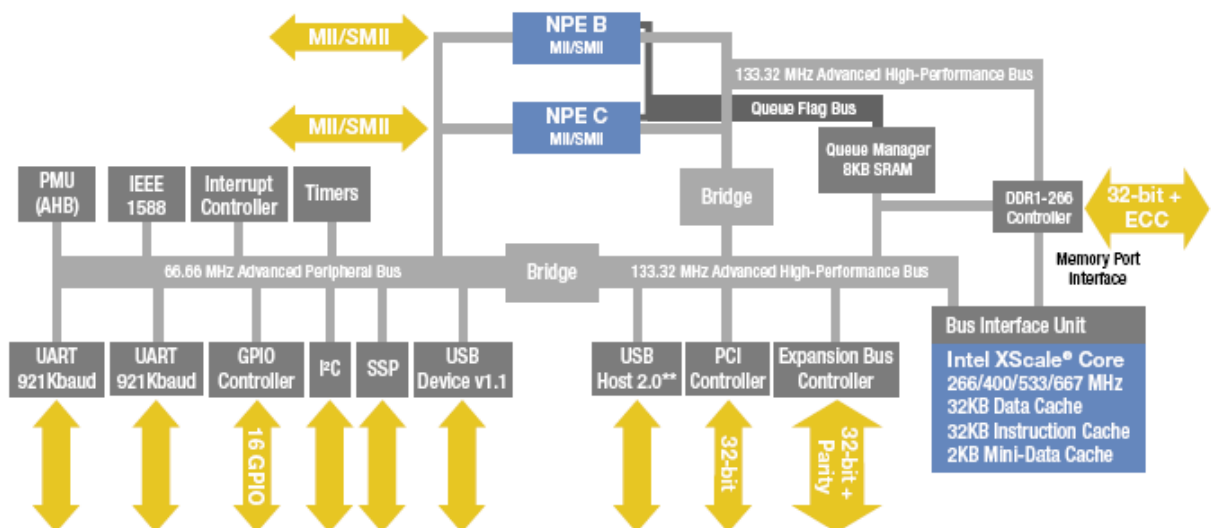 MII/SMII
NPE B
MII/SMII
133.32 MHz Advanced High-Performance Bus
Queue Flag Bus
MII/SMII
NPE C
MII/SMII
Queue Manager
8KB SRAM
PMU
(AHB)
IEEE
1588
Interrupt
Controller
Timers
Bridge
DDR1-266
Controller
32-bit +
ECC
Memory Port
Interface
66.66 MHz Advanced Peripheral Bus
Bridge
133.32 MHz Advanced High-Performance Bus
UART
921Kbaud
UART
921Kbaud
GPIO
Controller
I²C
SSP
USB
Device v1.1
USB
Host 2.0**
PCI
Controller
Expansion Bus
Controller
Bus Interface Unit
Intel XScale® Core
266/400/533/667 MHz
32KB Data Cache
32KB Instruction Cache
2KB Mini-Data Cache
16 GPIO
32-bit
32-bit +
Parity